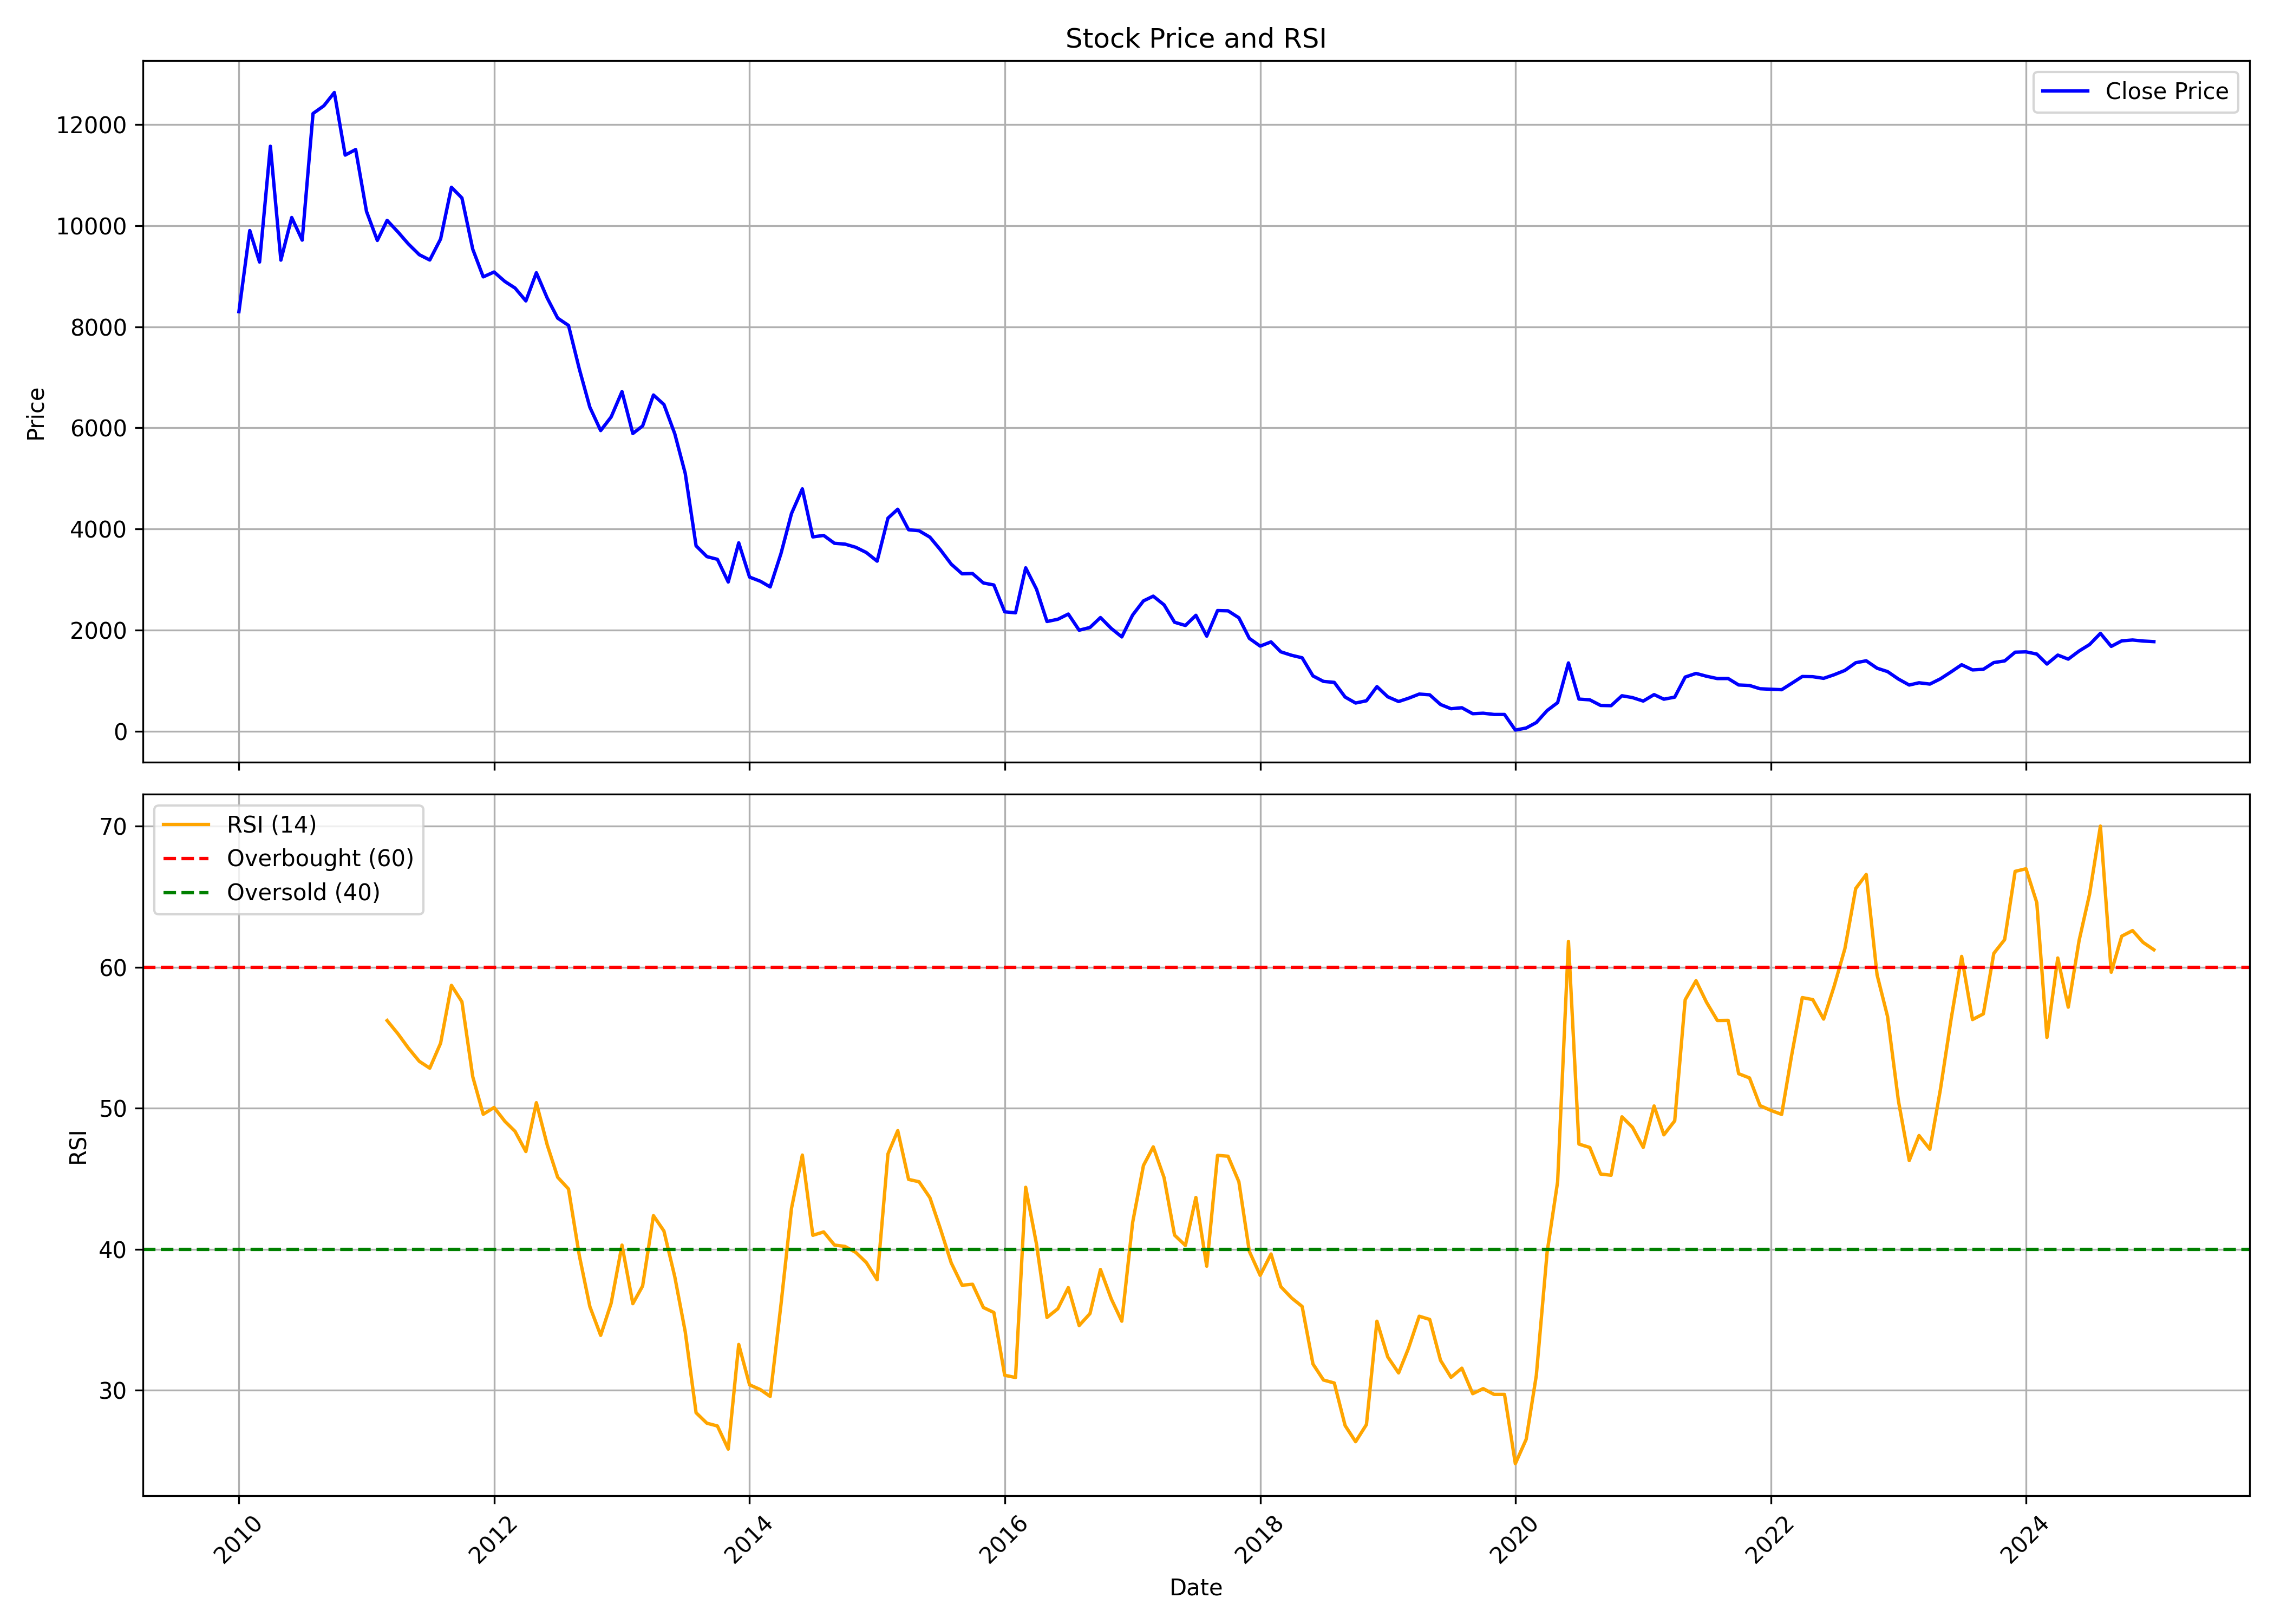 Stock Price and RSI
Close Price
12000
10000
8000
6000
4000
2000
0
Price
RSI (14)
Overbought (60)
Oversold (40)
70
60
50
40
30
RSI
2010
2012
2014
2016
2018
2020
2022
2024
Date